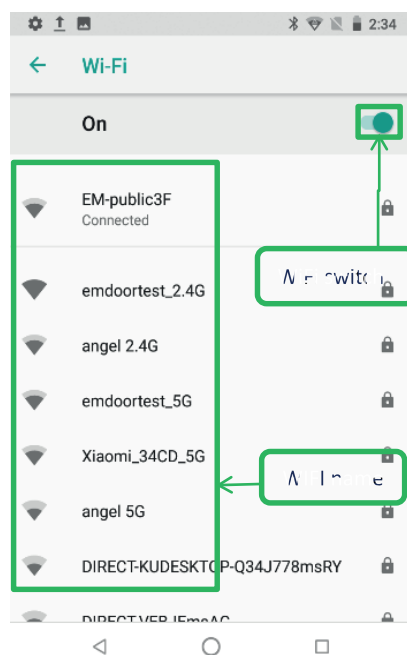 2:34
Wi-Fi
On
EM-public3F
Connected
emdoortest_2.4G
angel 2.4G
emdoortest_5G
Xiaomi_34CD_5G
angel 5G
DIRECT-KUDESKTOP-Q34J778msRY